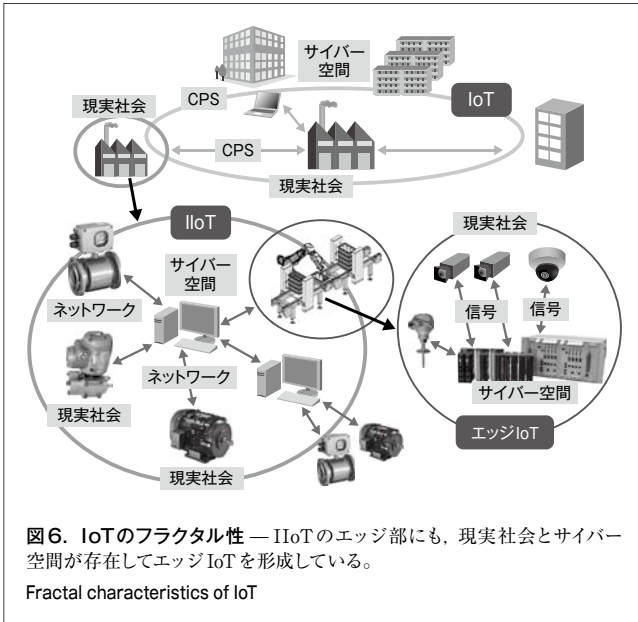 サイバー
空間
IoT
CPS
現実社会
CPS
現実社会
IIoT
サイバー
空間
ネットワーク
ネットワーク
現実社会
現実社会
現実社会
信号
信号
サイバー空間
エッジIoT
図6. IoTのフラクタル性 — IIoTのエッジ部にも，現実社会とサイバー
空間が存在してエッジIoTを形成している。
Fractal characteristics of IoT